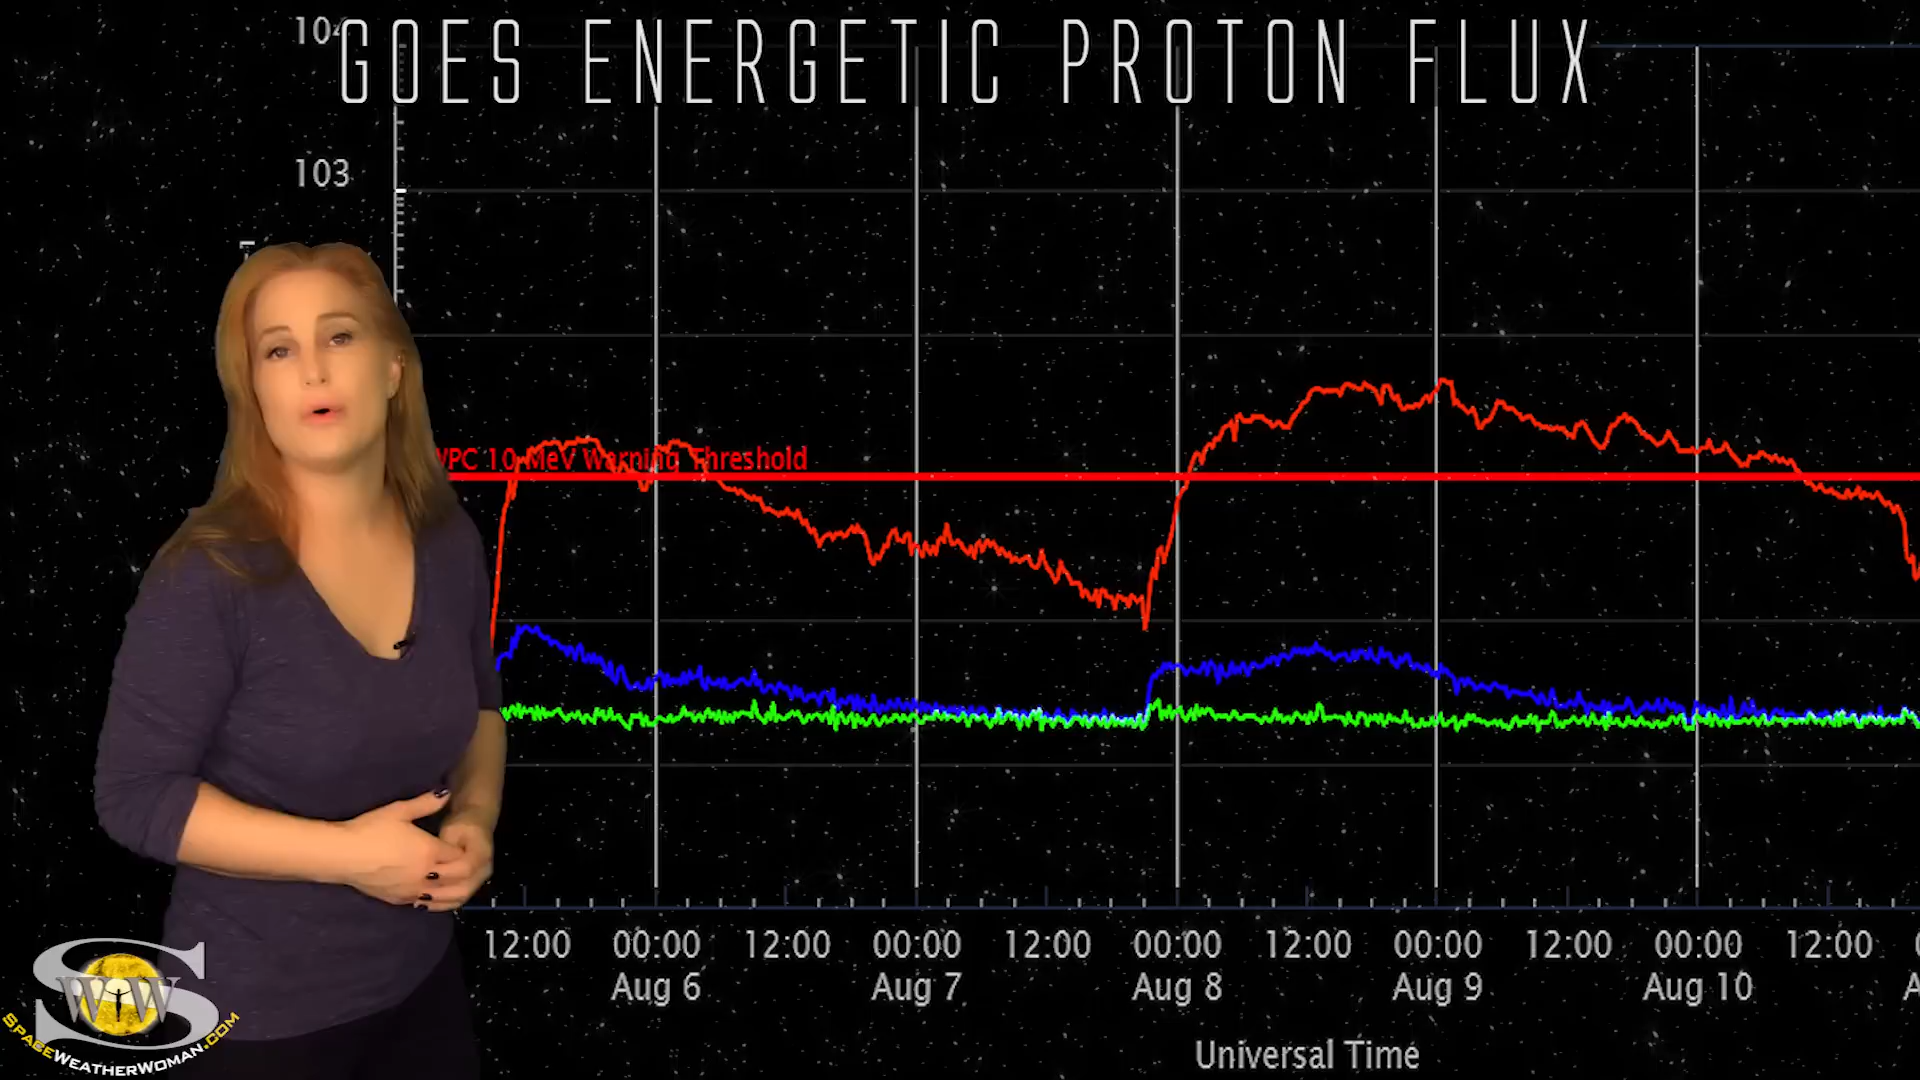 GOES ENERGETIC PROTON FLUX
104
103
WPC 10 MeV Warning Threshold
12:00 00:00 12:00 00:00 12:00 00:00 12:00 00:00 12:00 00:00 12:00
Aug 6 Aug 7 Aug 8 Aug 9 Aug 10
Universal Time
SWW
SPACEWEATHERWOMAN.COM